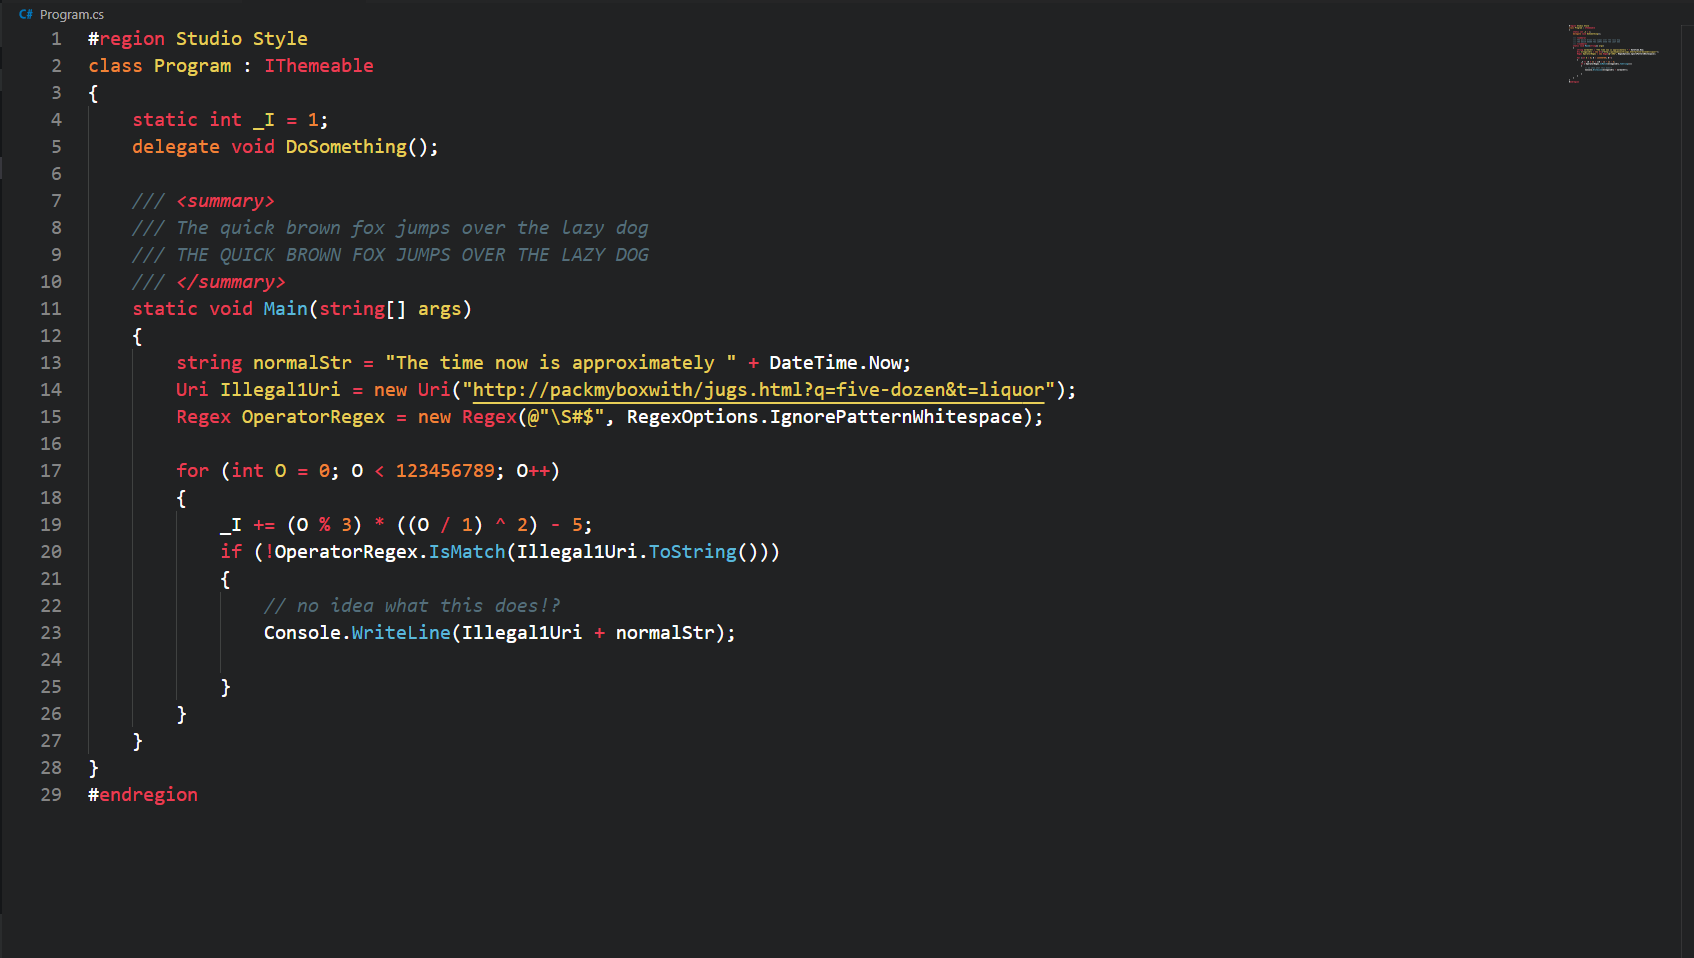 C# Program.cs
1 #region Studio Style
2 class Program : IThemeable
3 {
4 static int _I = 1;
5 delegate void DoSomething();
6
7 /// <summary>
8 /// The quick brown fox jumps over the lazy dog
9 /// THE QUICK BROWN FOX JUMPS OVER THE LAZY DOG
10 /// </summary>
11 static void Main(string[] args)
12 {
13 string normalStr = "The time now is approximately " + DateTime.Now;
14 Uri Illegal1Uri = new Uri("http://packmyboxwith/jugs.html?q=five-dozen&t=liquor");
15 Regex OperatorRegex = new Regex(@"\S#$", RegexOptions.IgnorePatternWhitespace);
16
17 for (int O = 0; O < 123456789; O++)
18 {
19 _I += (O % 3) * ((O / 1) ^ 2) - 5;
20 if (!OperatorRegex.IsMatch(Illegal1Uri.ToString()))
21 {
22 // no idea what this does!?
23 Console.WriteLine(Illegal1Uri + normalStr);
24
25 }
26 }
27 }
28 }
29 #endregion